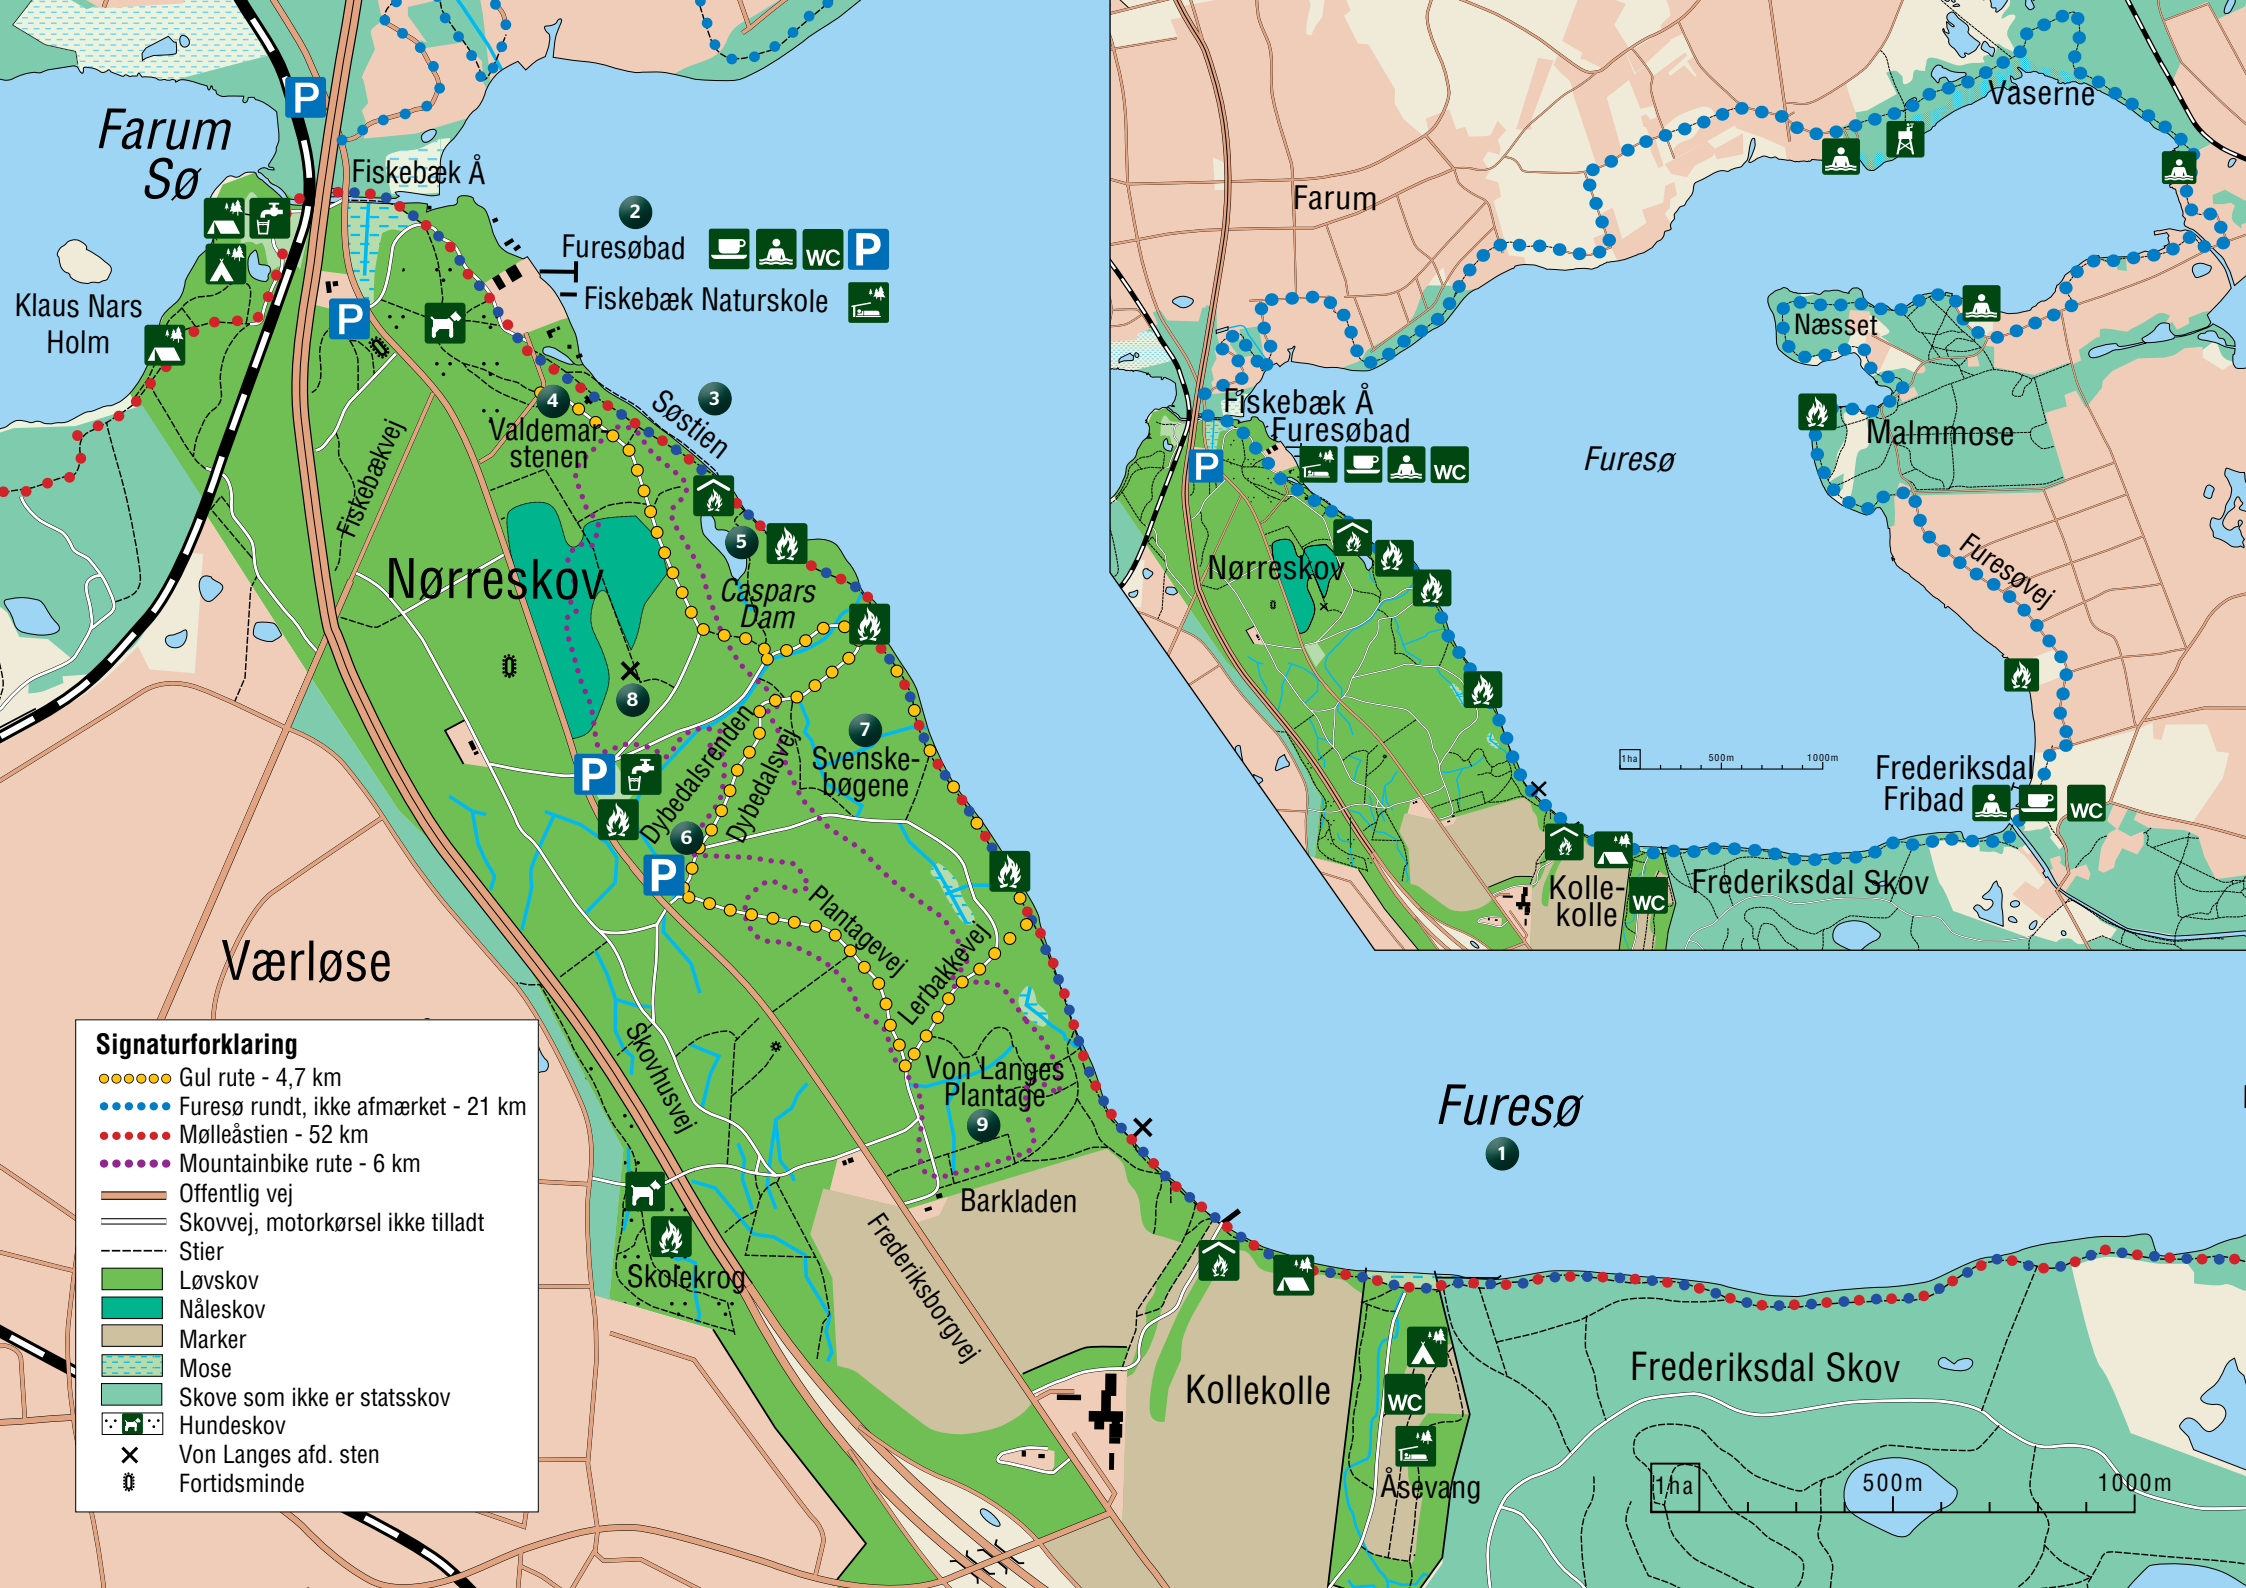 P
Farum
Sø
Fiskebæk Å
2
Furesøbad
WC
P
Fiskebæk Naturskole
Klaus Nars
Holm
P
3
Søstien
4
Valdemar-
stenen
Fiskebækvej
5
Nørreskov
Caspars
Dam
8
7
Svenske-
bøgene
P
Dybedalsrenden
Dybedalsvej
6
P
Plantagevej
Lerbakkevej
Værløse
Skovhusvej
Von Langes
Plantage
9
Barkladen
Frederiksborgvej
Skolekrog
Furesø
1
Kollekolle
WC
Åsevang
Frederiksdal Skov
1ha
500m
1000m
Signaturforklaring
Gul rute - 4,7 km
Furesø rundt, ikke afmærket - 21 km
Mølleåstien - 52 km
Mountainbike rute - 6 km
Offentlig vej
Skovvej, motorkørsel ikke tilladt
Stier
Løvskov
Nåleskov
Marker
Mose
Skove som ikke er statsskov
Hundeskov
Von Langes afd. sten
Fortidsminde
Vaserne
Farum
Næsset
Fiskebæk Å
Furesøbad
P
WC
Furesø
Malmmose
Nørreskov
Furesøvej
1ha
500m
1000m
Frederiksdal
Fribad
WC
Kolle-
kolle
WC
Frederiksdal Skov